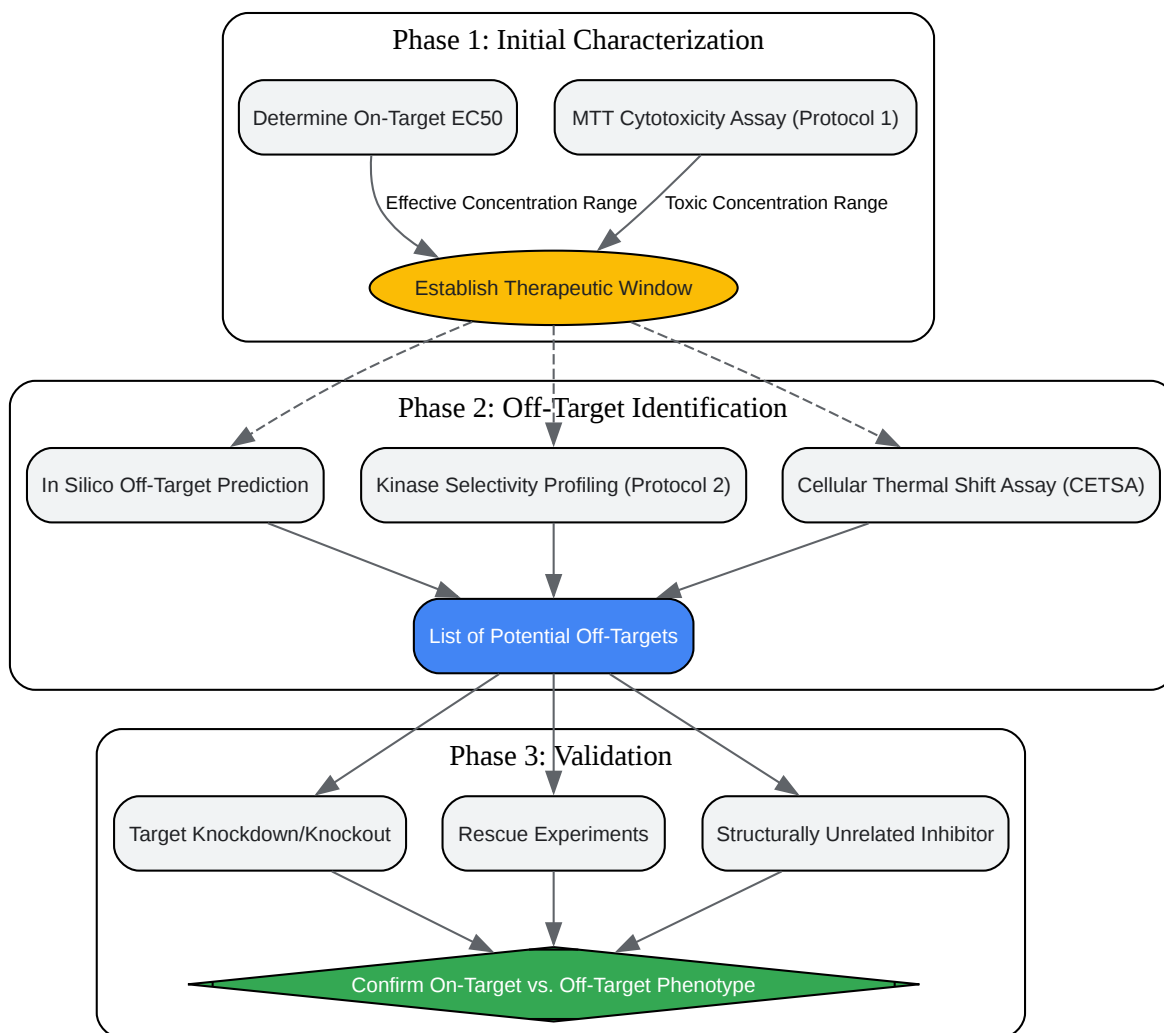 Phase 1: Initial Characterization
Determine On-Target EC50
MTT Cytotoxicity Assay (Protocol 1)
Effective Concentration Range
Toxic Concentration Range
Establish Therapeutic Window
Phase 2: Off-Target Identification
In Silico Off-Target Prediction
Kinase Selectivity Profiling (Protocol 2)
Cellular Thermal Shift Assay (CETSA)
List of Potential Off-Targets
Phase 3: Validation
Target Knockdown/Knockout
Rescue Experiments
Structurally Unrelated Inhibitor
Confirm On-Target vs. Off-Target Phenotype